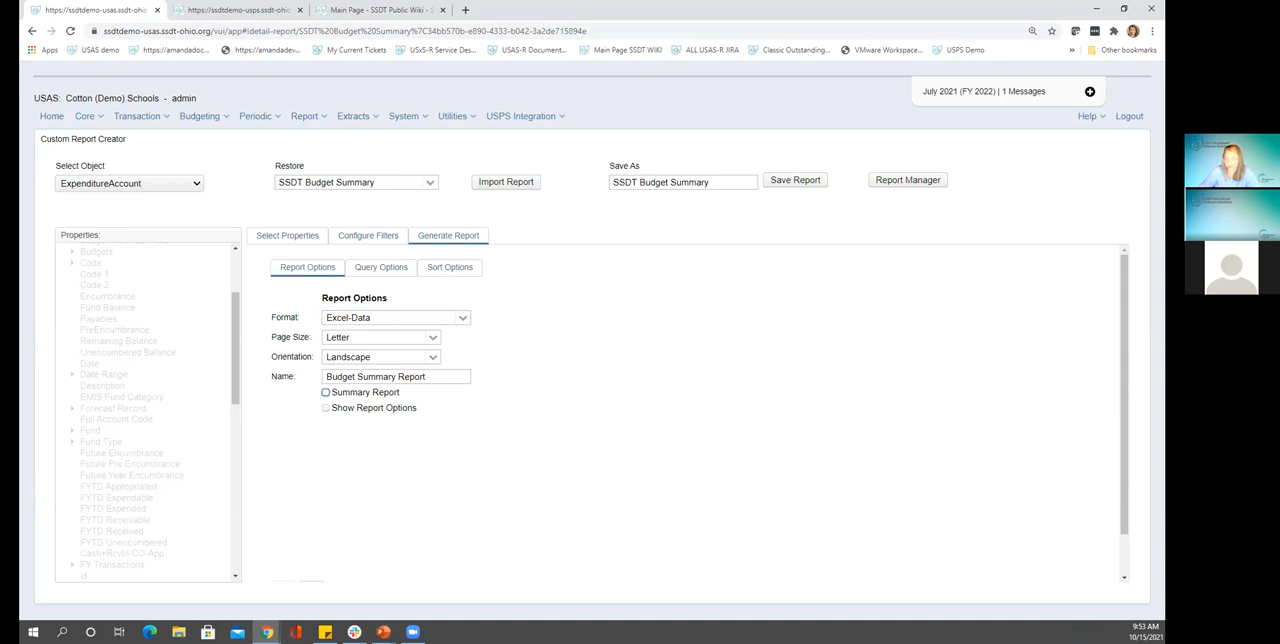 https://ssdtdemo-usas.ssdt-ohio
https://ssdtdemo-usps.ssdt-ohio
Main Page - SSDT Public Wiki - S
ssdtdemo-usas.ssdt-ohio.org/vui/app#!detail-report/SSDT%20Budget%20Summary%7C34bb570b-e890-4333-b042-3a2de715894e
Apps
USAS demo
https://amandadoc...
https://amandadev...
My Current Tickets
USxS-R Service Des...
USAS-R Document...
Main Page SSDT WIKI
ALL USAS-R JIRA
Classic Outstanding...
VMware Workspace...
USPS Demo
»
Other bookmarks
July 2021 (FY 2022) | 1 Messages
USAS: Cotton (Demo) Schools - admin
Home Core Transaction Budgeting Periodic Report Extracts System Utilities USPS Integration Help Logout
Custom Report Creator
Select Object
Restore
Save As
ExpenditureAccount
SSDT Budget Summary
Import Report
SSDT Budget Summary
Save Report
Report Manager
Properties:
Select Properties
Configure Filters
Generate Report
Budgets
Code
Code 1
Code 2
Encumbrance
Fund Balance
Payables
PreEncumbrance
Remaining Balance
Unencumbered Balance
Date
Date Range
Description
EMIS Fund Category
Forecast Record
Full Account Code
Fund
Fund Type
Future Encumbrance
Future Pre Encumbrance
Future Year Encumbrance
FYTD Appropriated
FYTD Expendable
FYTD Expended
FYTD Receivable
FYTD Received
FYTD Unencumbered
Cash+Rcvbl-CO-App
FY Transactions
id
Report Options
Query Options
Sort Options
Report Options
Format: Excel-Data
Page Size: Letter
Orientation: Landscape
Name: Budget Summary Report
Summary Report
Show Report Options
9:53 AM
10/15/2021